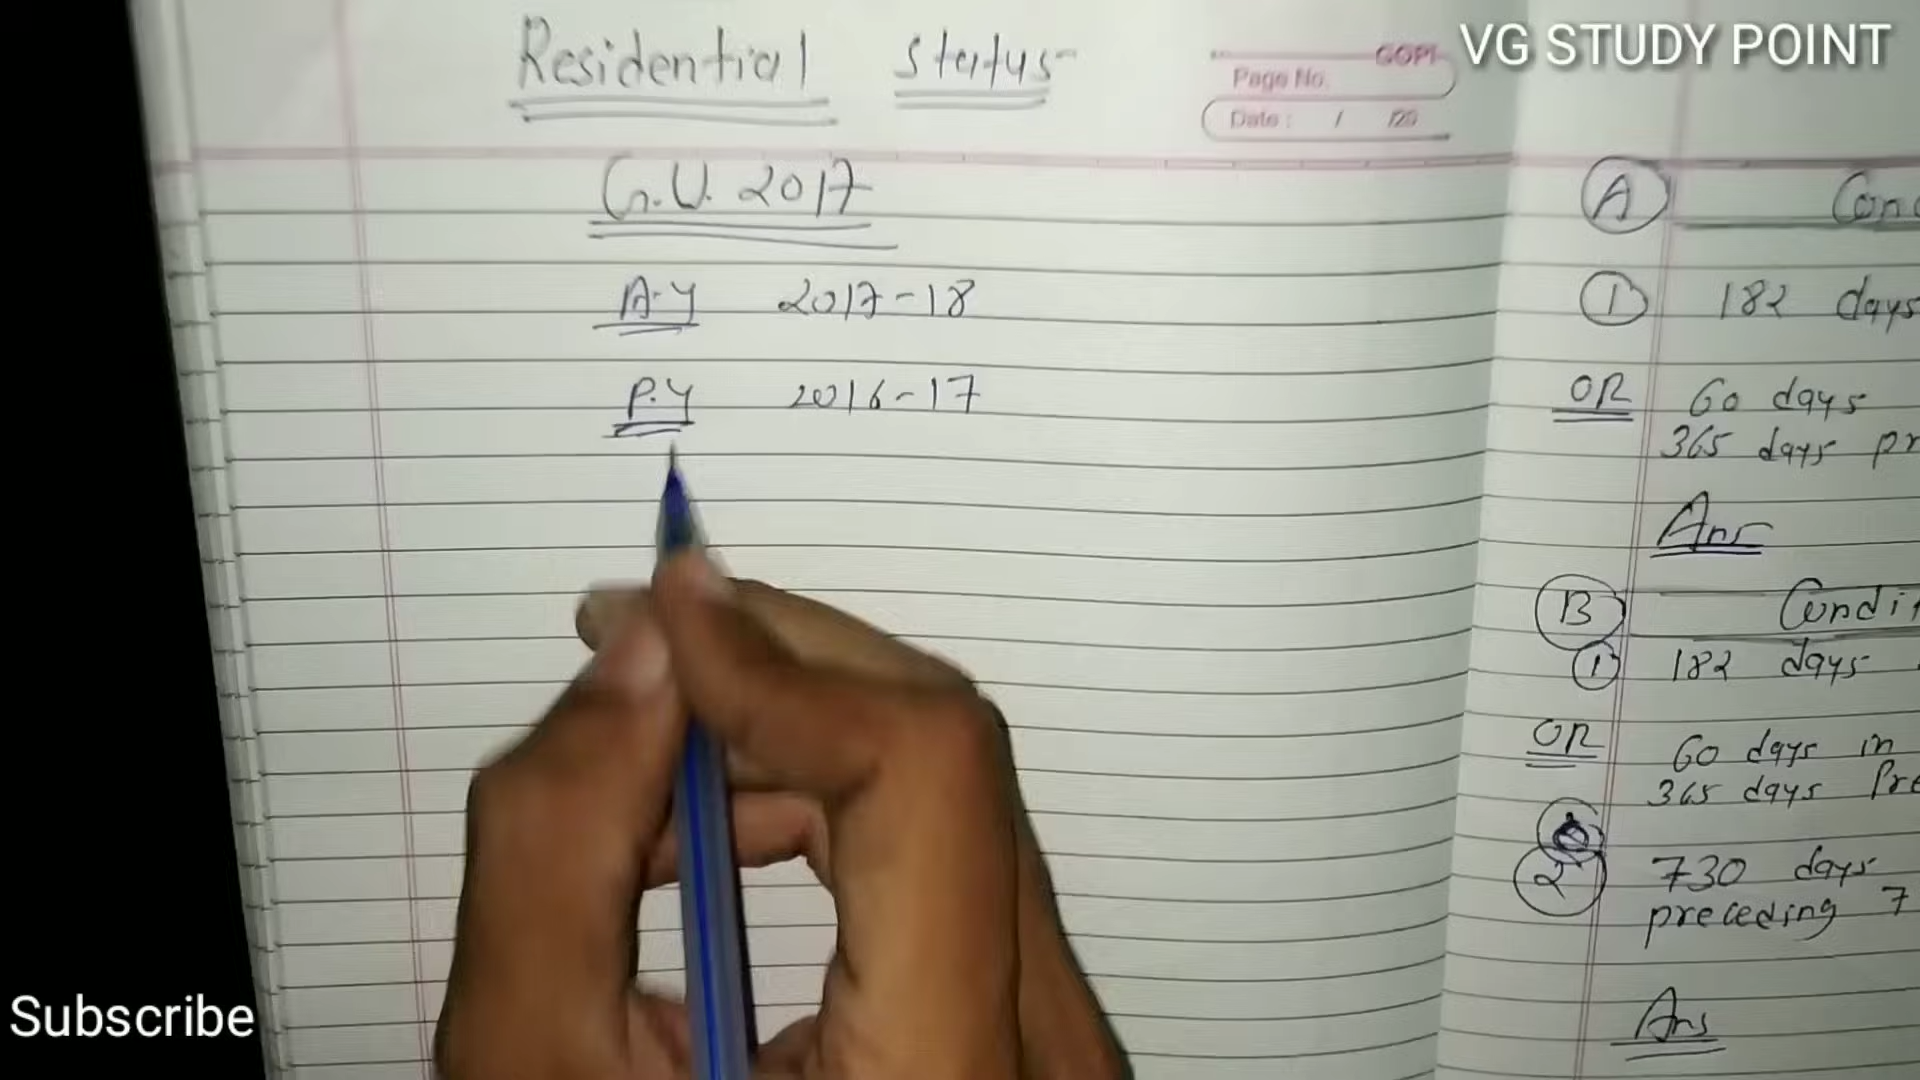 VG STUDY POINT
Residential Status
GOPI
Page No.
Date : / /20
G.U. 2017
A.Y 2017-18
P.Y 2016-17
A
1 182 days
OR 60 days
365 days
Ans
B
1 182 days
OR 60 days in
365 days
2 730 days
preceding 7
Ans
Subscribe